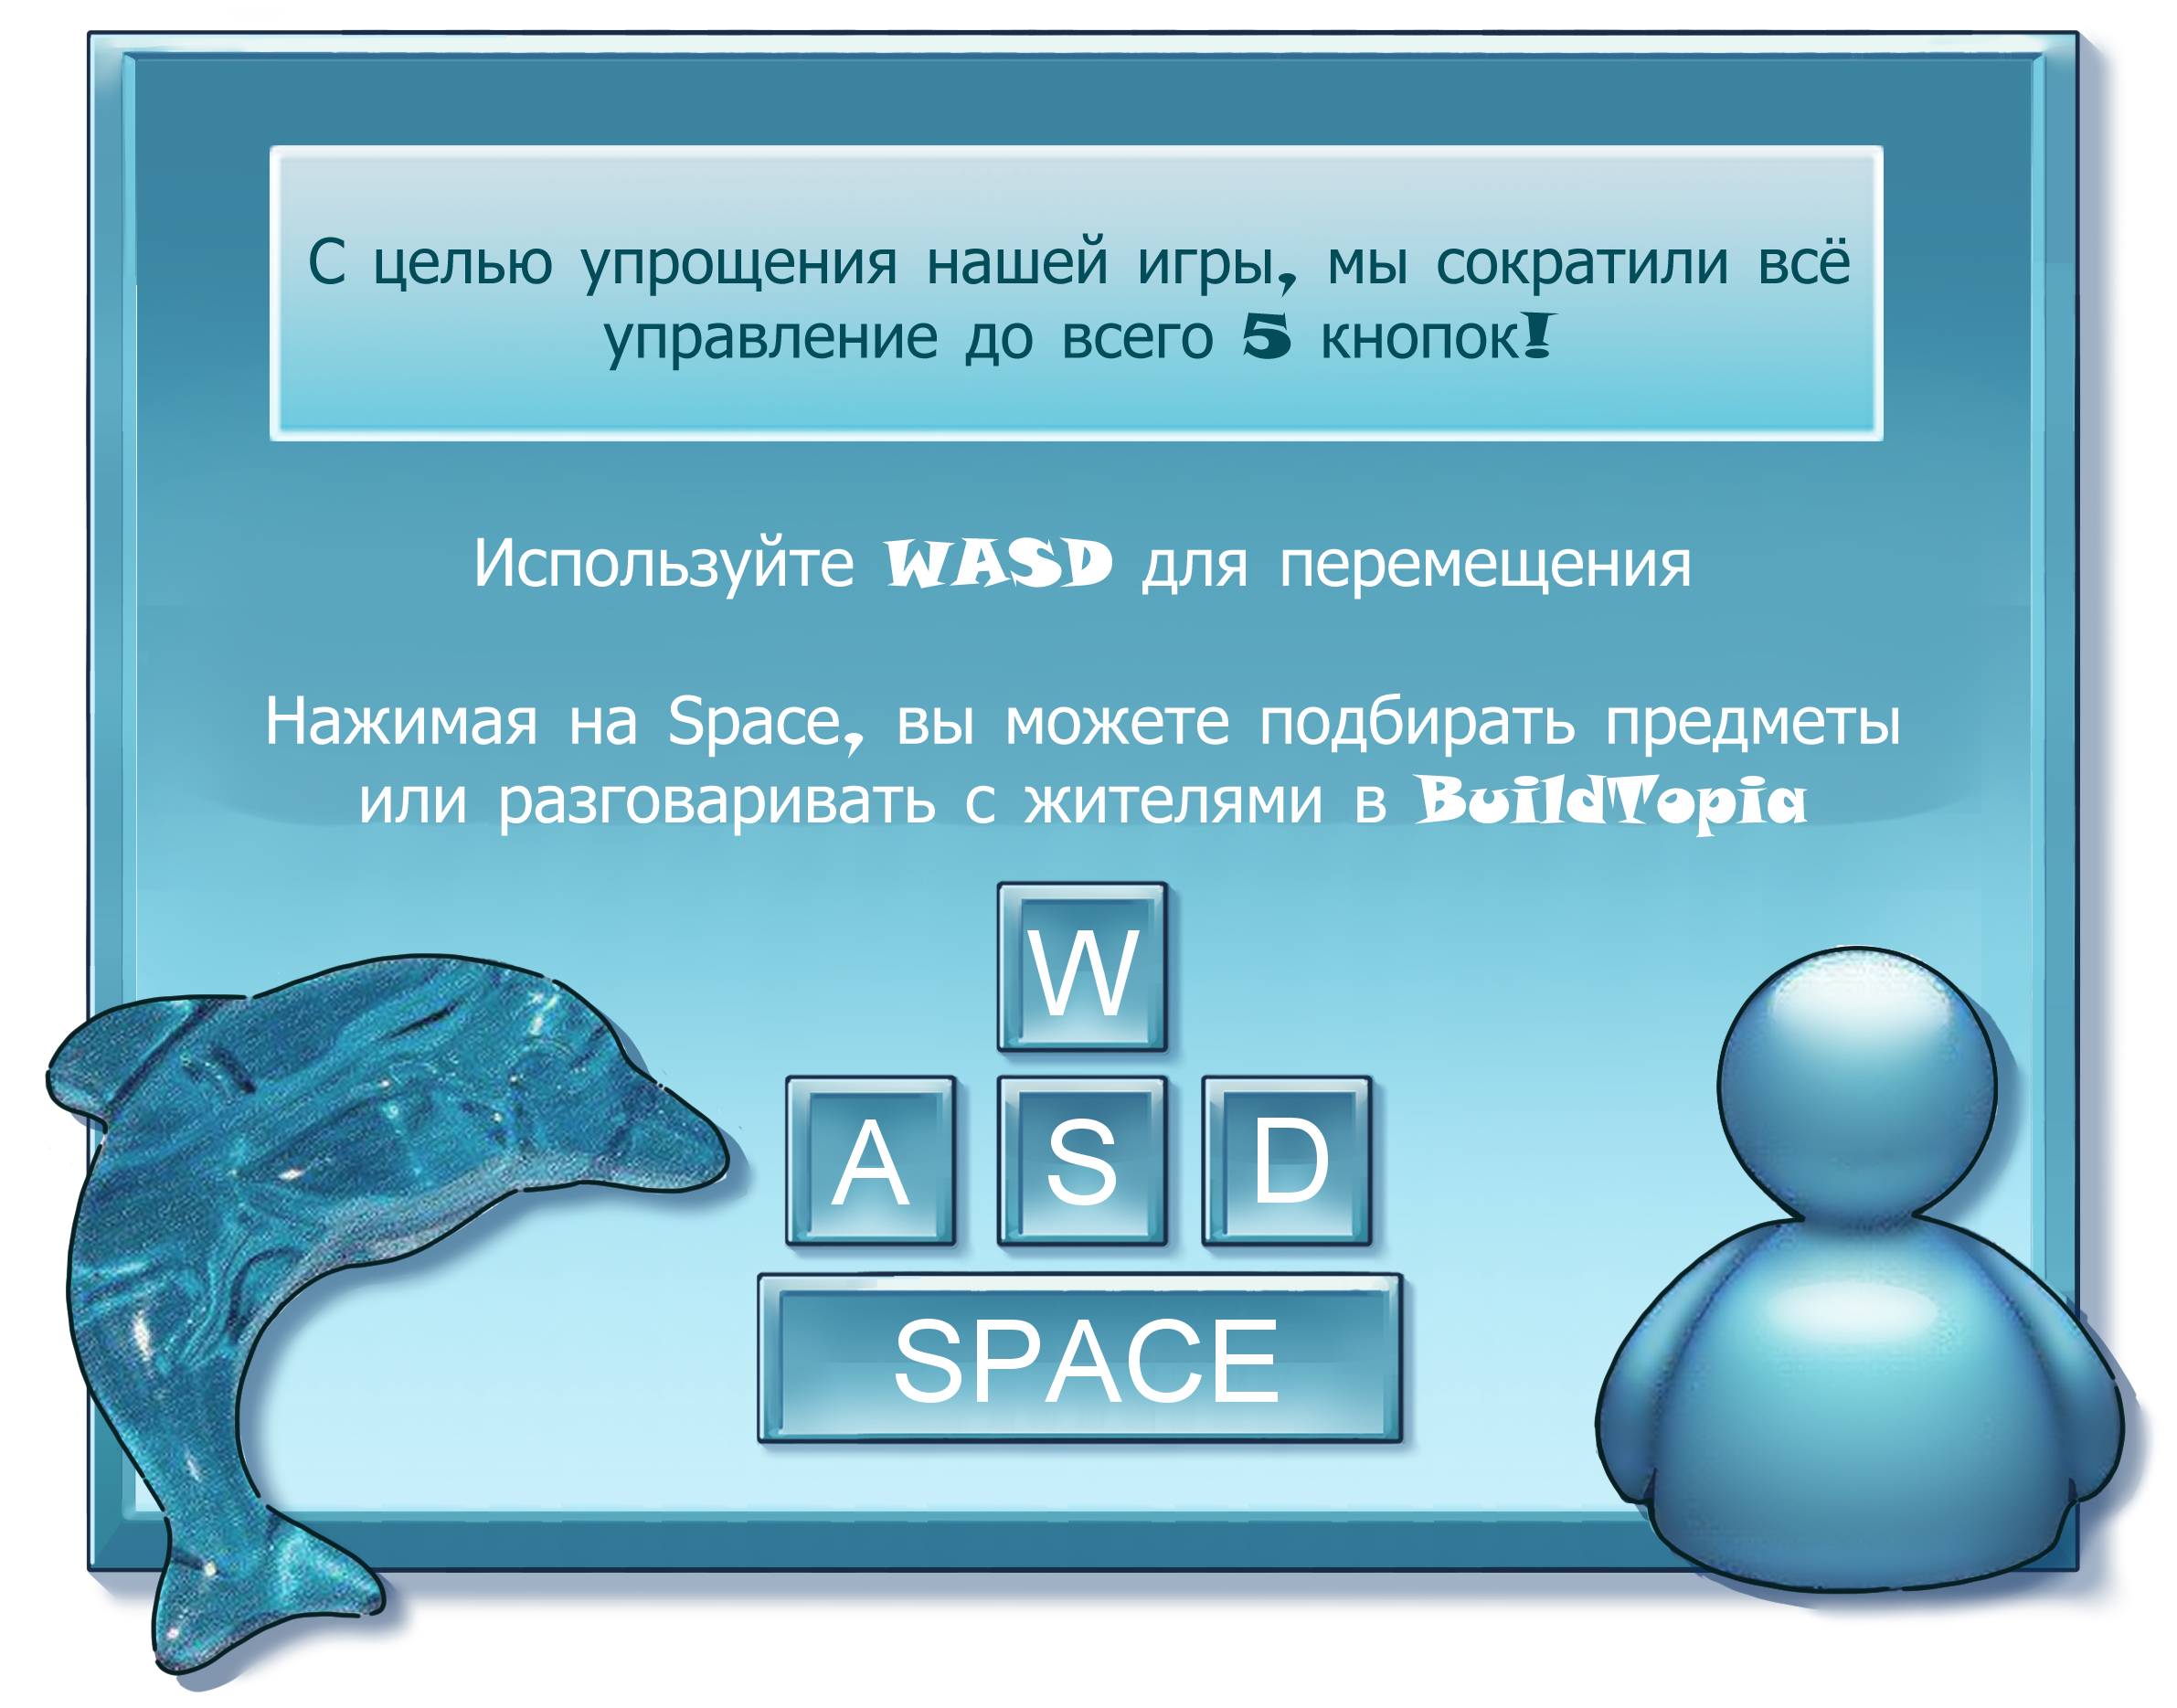 С целью упрощения нашей игры, мы сократили всё
управление до всего 5 кнопок!
Используйте WASD для перемещения
Нажимая на Space, вы можете подбирать предметы
или разговаривать с жителями в BuildTopia
W
A S D
SPACE